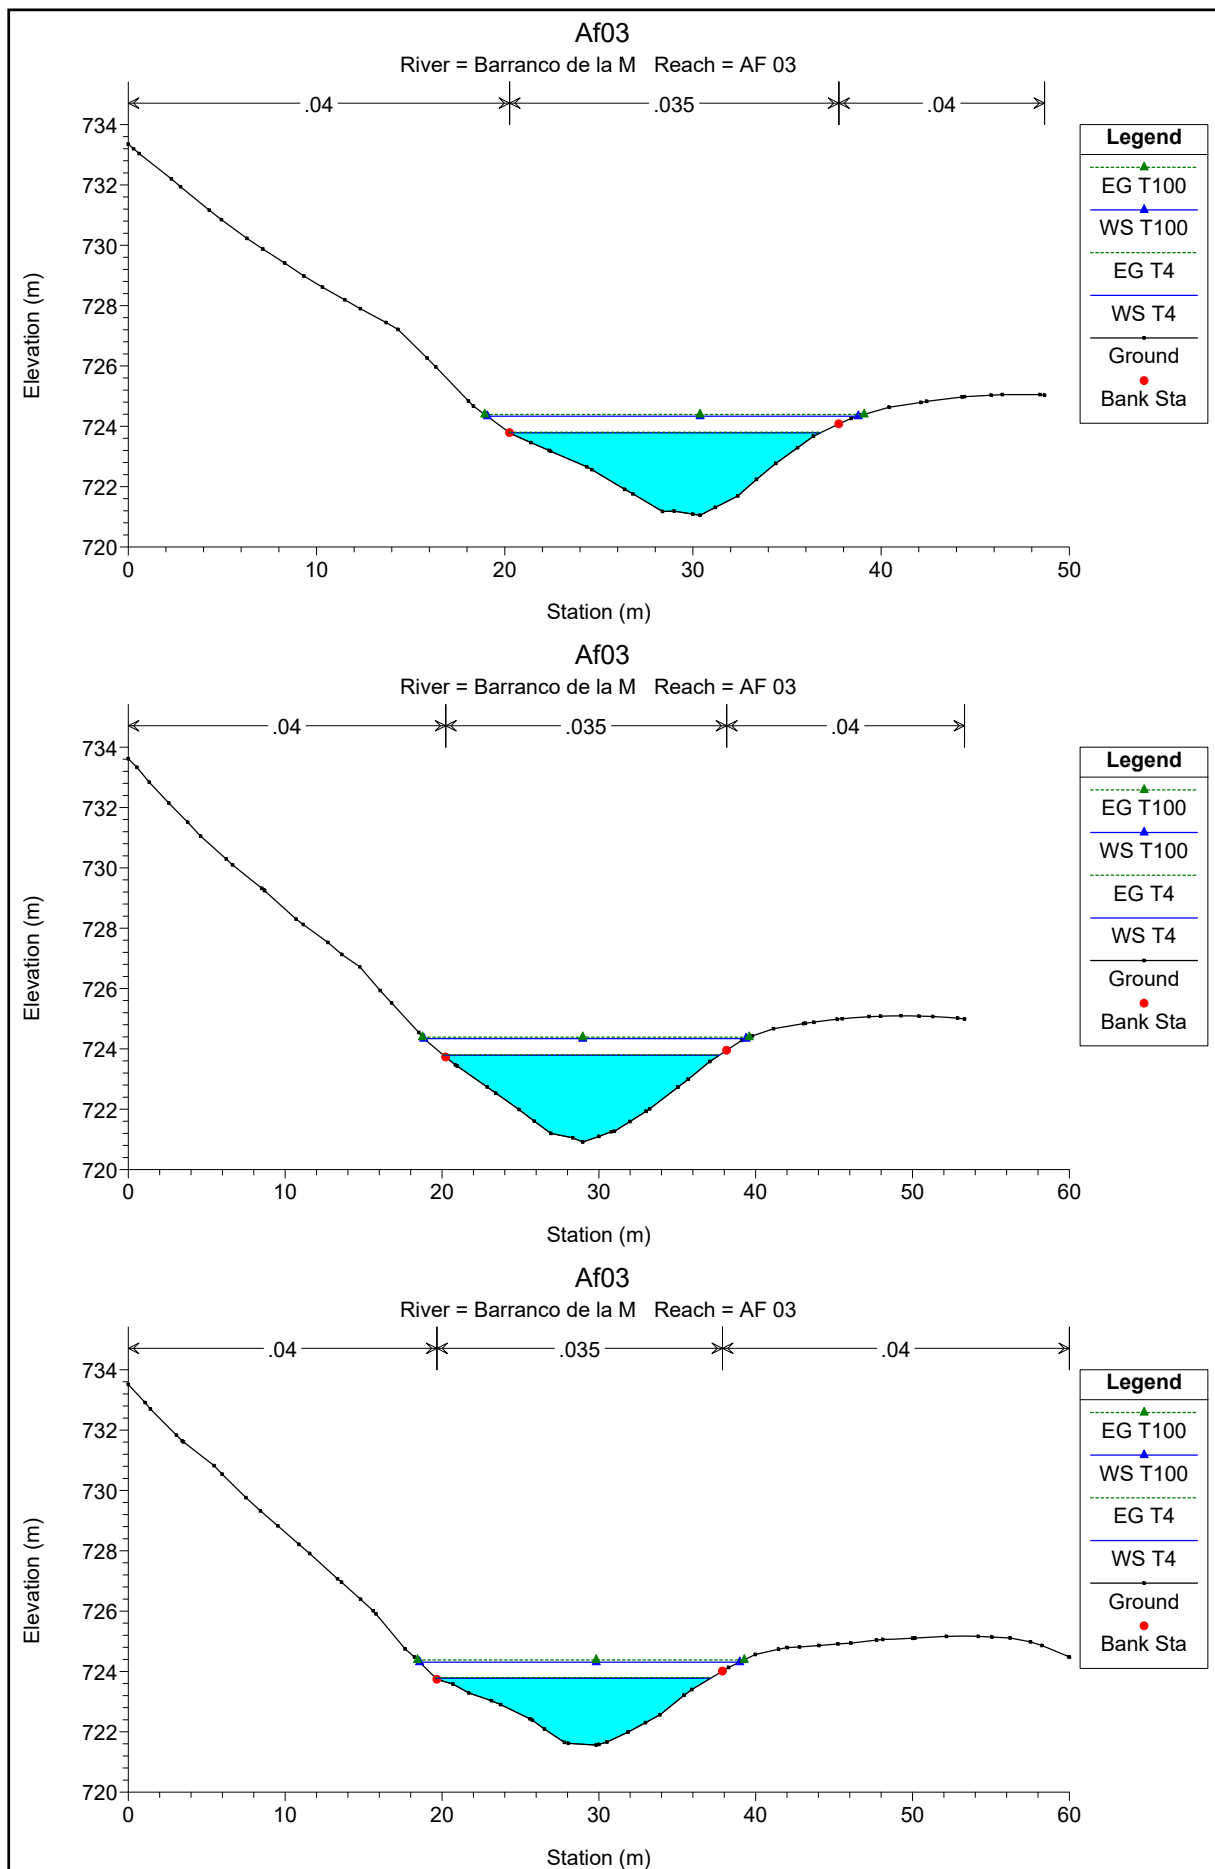 Af03
River = Barranco de la M   Reach = AF 03
.04 .035 .04
734
732
730
728
726
724
722
720
Elevation (m)
0 10 20 30 40 50
Station (m)
Legend
EG T100
WS T100
EG T4
WS T4
Ground
Bank Sta
Af03
River = Barranco de la M   Reach = AF 03
.04 .035 .04
734
732
730
728
726
724
722
720
Elevation (m)
0 10 20 30 40 50 60
Station (m)
Legend
EG T100
WS T100
EG T4
WS T4
Ground
Bank Sta
Af03
River = Barranco de la M   Reach = AF 03
.04 .035 .04
734
732
730
728
726
724
722
720
Elevation (m)
0 10 20 30 40 50 60
Station (m)
Legend
EG T100
WS T100
EG T4
WS T4
Ground
Bank Sta